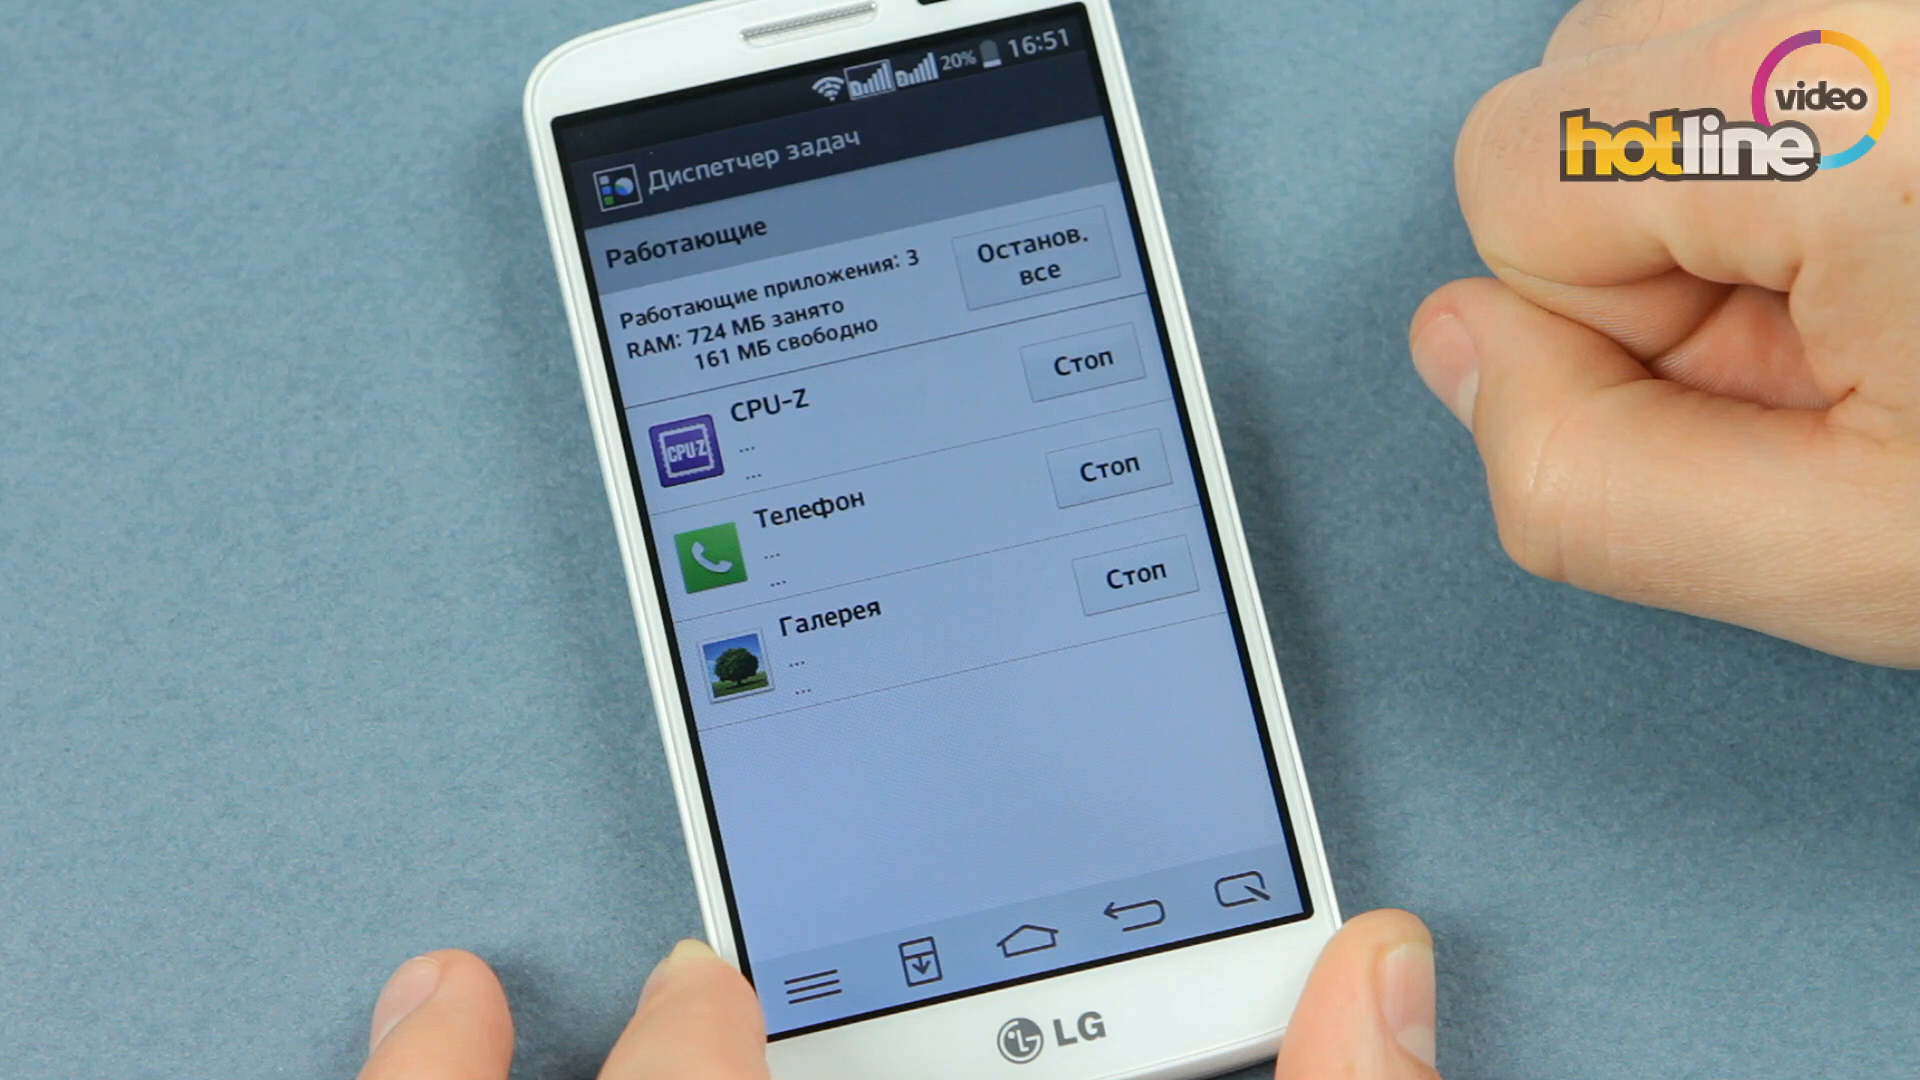 video
hotline
20% 16:51
Диспетчер задач
Работающие
Работающие приложения: 3
RAM: 724 МБ занято
161 МБ свободно
Останов.
все
CPU-Z
...
...
Стоп
CPU-Z
Телефон
...
...
Стоп
Галерея
...
...
Стоп
LG